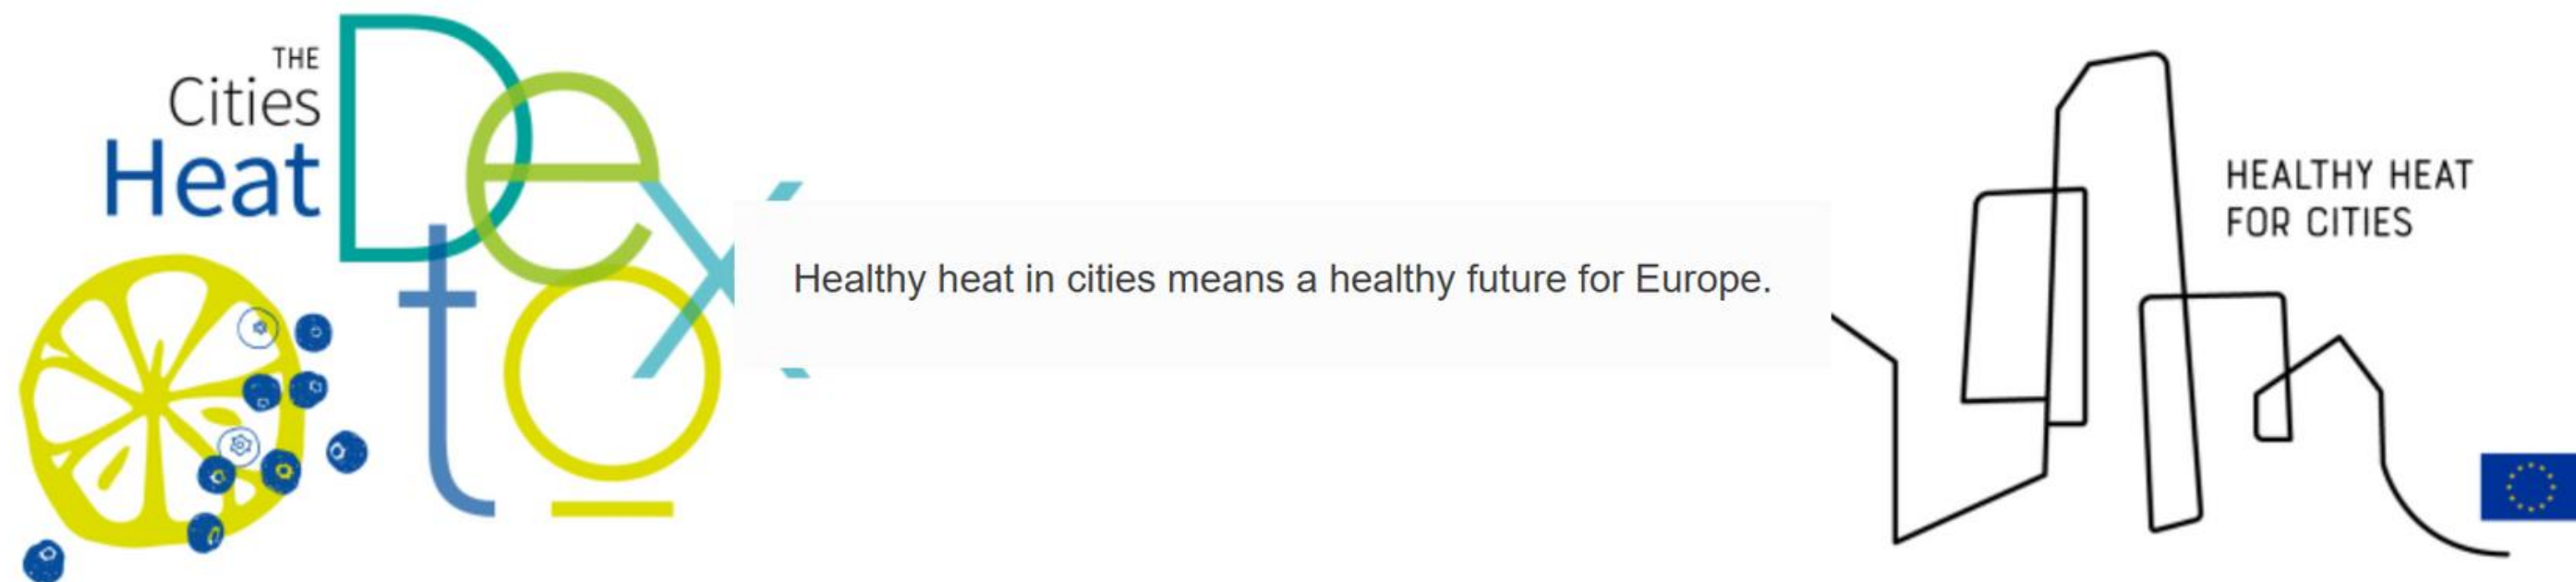 THE
Cities
Heat
Detox
Healthy heat in cities means a healthy future for Europe.
HEALTHY HEAT
FOR CITIES